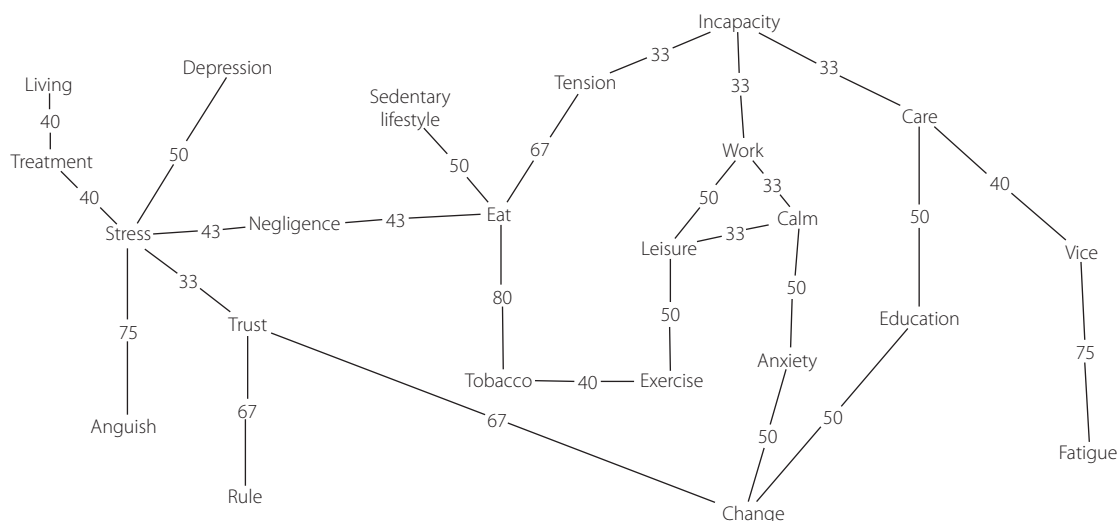 Incapacity
33
33
33
Living
Depression
Tension
Sedentary
lifestyle
Care
40
Treatment
50
67
Work
50
40
40
50
33
50
Stress
43
Negligence
43
Eat
Leisure
33
Calm
Vice
33
80
50
50
Trust
Education
75
75
Anxiety
Tobacco
40
Exercise
67
67
50
50
Anguish
Fatigue
Rule
Change